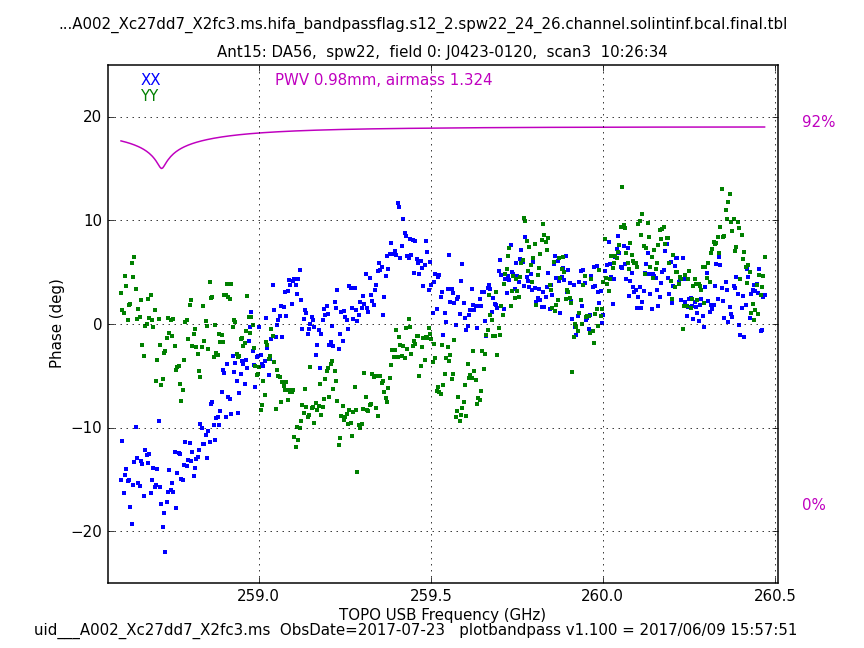 ...A002_Xc27dd7_X2fc3.ms.hifa_bandpassflag.s12_2.spw22_24_26.channel.solintinf.bcal.final.tbl
Ant15: DA56, spw22, field 0: J0423-0120, scan3 10:26:34
XX
PWV 0.98mm, airmass 1.324
YY
20
92%
10
0
Phase (deg)
−10
0%
−20
259.0
259.5
260.0
260.5
TOPO USB Frequency (GHz)
uid___A002_Xc27dd7_X2fc3.ms ObsDate=2017-07-23 plotbandpass v1.100 = 2017/06/09 15:57:51